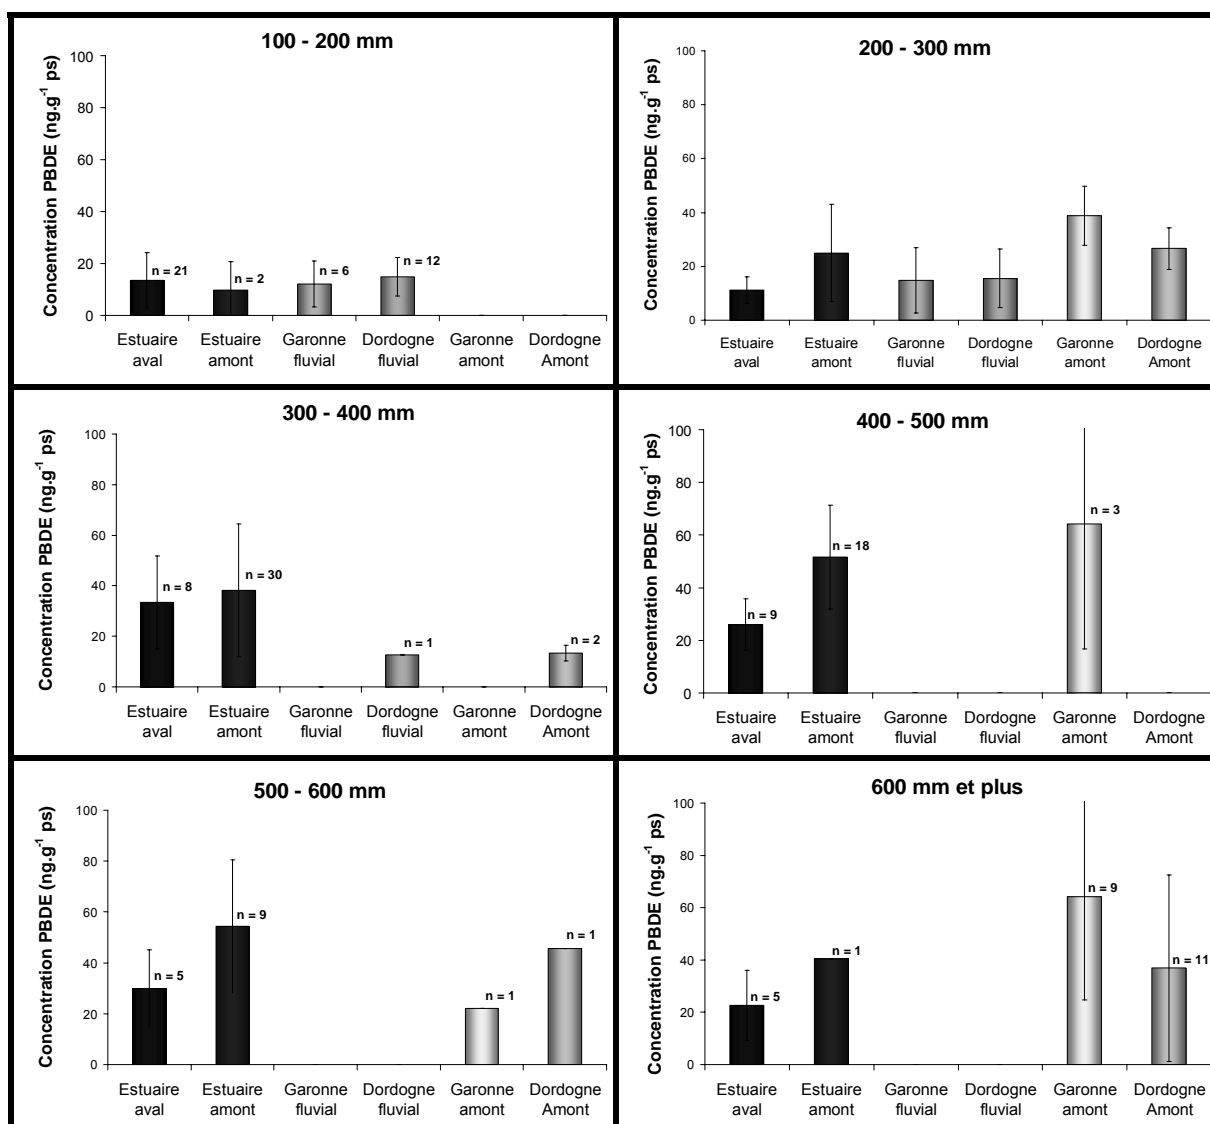 100 - 200 mm
Concentration PBDE (ng.g-1 ps)
100
80
60
40
20
0
n = 21
n = 2
n = 6
n = 12
Estuaire aval
Estuaire amont
Garonne fluvial
Dordogne fluvial
Garonne amont
Dordogne Amont
200 - 300 mm
Concentration PBDE (ng.g-1 ps)
100
80
60
40
20
0
Estuaire aval
Estuaire amont
Garonne fluvial
Dordogne fluvial
Garonne amont
Dordogne Amont
300 - 400 mm
Concentration PBDE (ng.g-1 ps)
100
80
60
40
20
0
n = 8
n = 30
n = 1
n = 2
Estuaire aval
Estuaire amont
Garonne fluvial
Dordogne fluvial
Garonne amont
Dordogne Amont
400 - 500 mm
Concentration PBDE (ng.g-1 ps)
100
80
60
40
20
0
n = 9
n = 18
n = 3
Estuaire aval
Estuaire amont
Garonne fluvial
Dordogne fluvial
Garonne amont
Dordogne Amont
500 - 600 mm
Concentration PBDE (ng.g-1 ps)
100
80
60
40
20
0
n = 5
n = 9
n = 1
n = 1
Estuaire aval
Estuaire amont
Garonne fluvial
Dordogne fluvial
Garonne amont
Dordogne Amont
600 mm et plus
Concentration PBDE (ng.g-1 ps)
100
80
60
40
20
0
n = 5
n = 1
n = 9
n = 11
Estuaire aval
Estuaire amont
Garonne fluvial
Dordogne fluvial
Garonne amont
Dordogne Amont